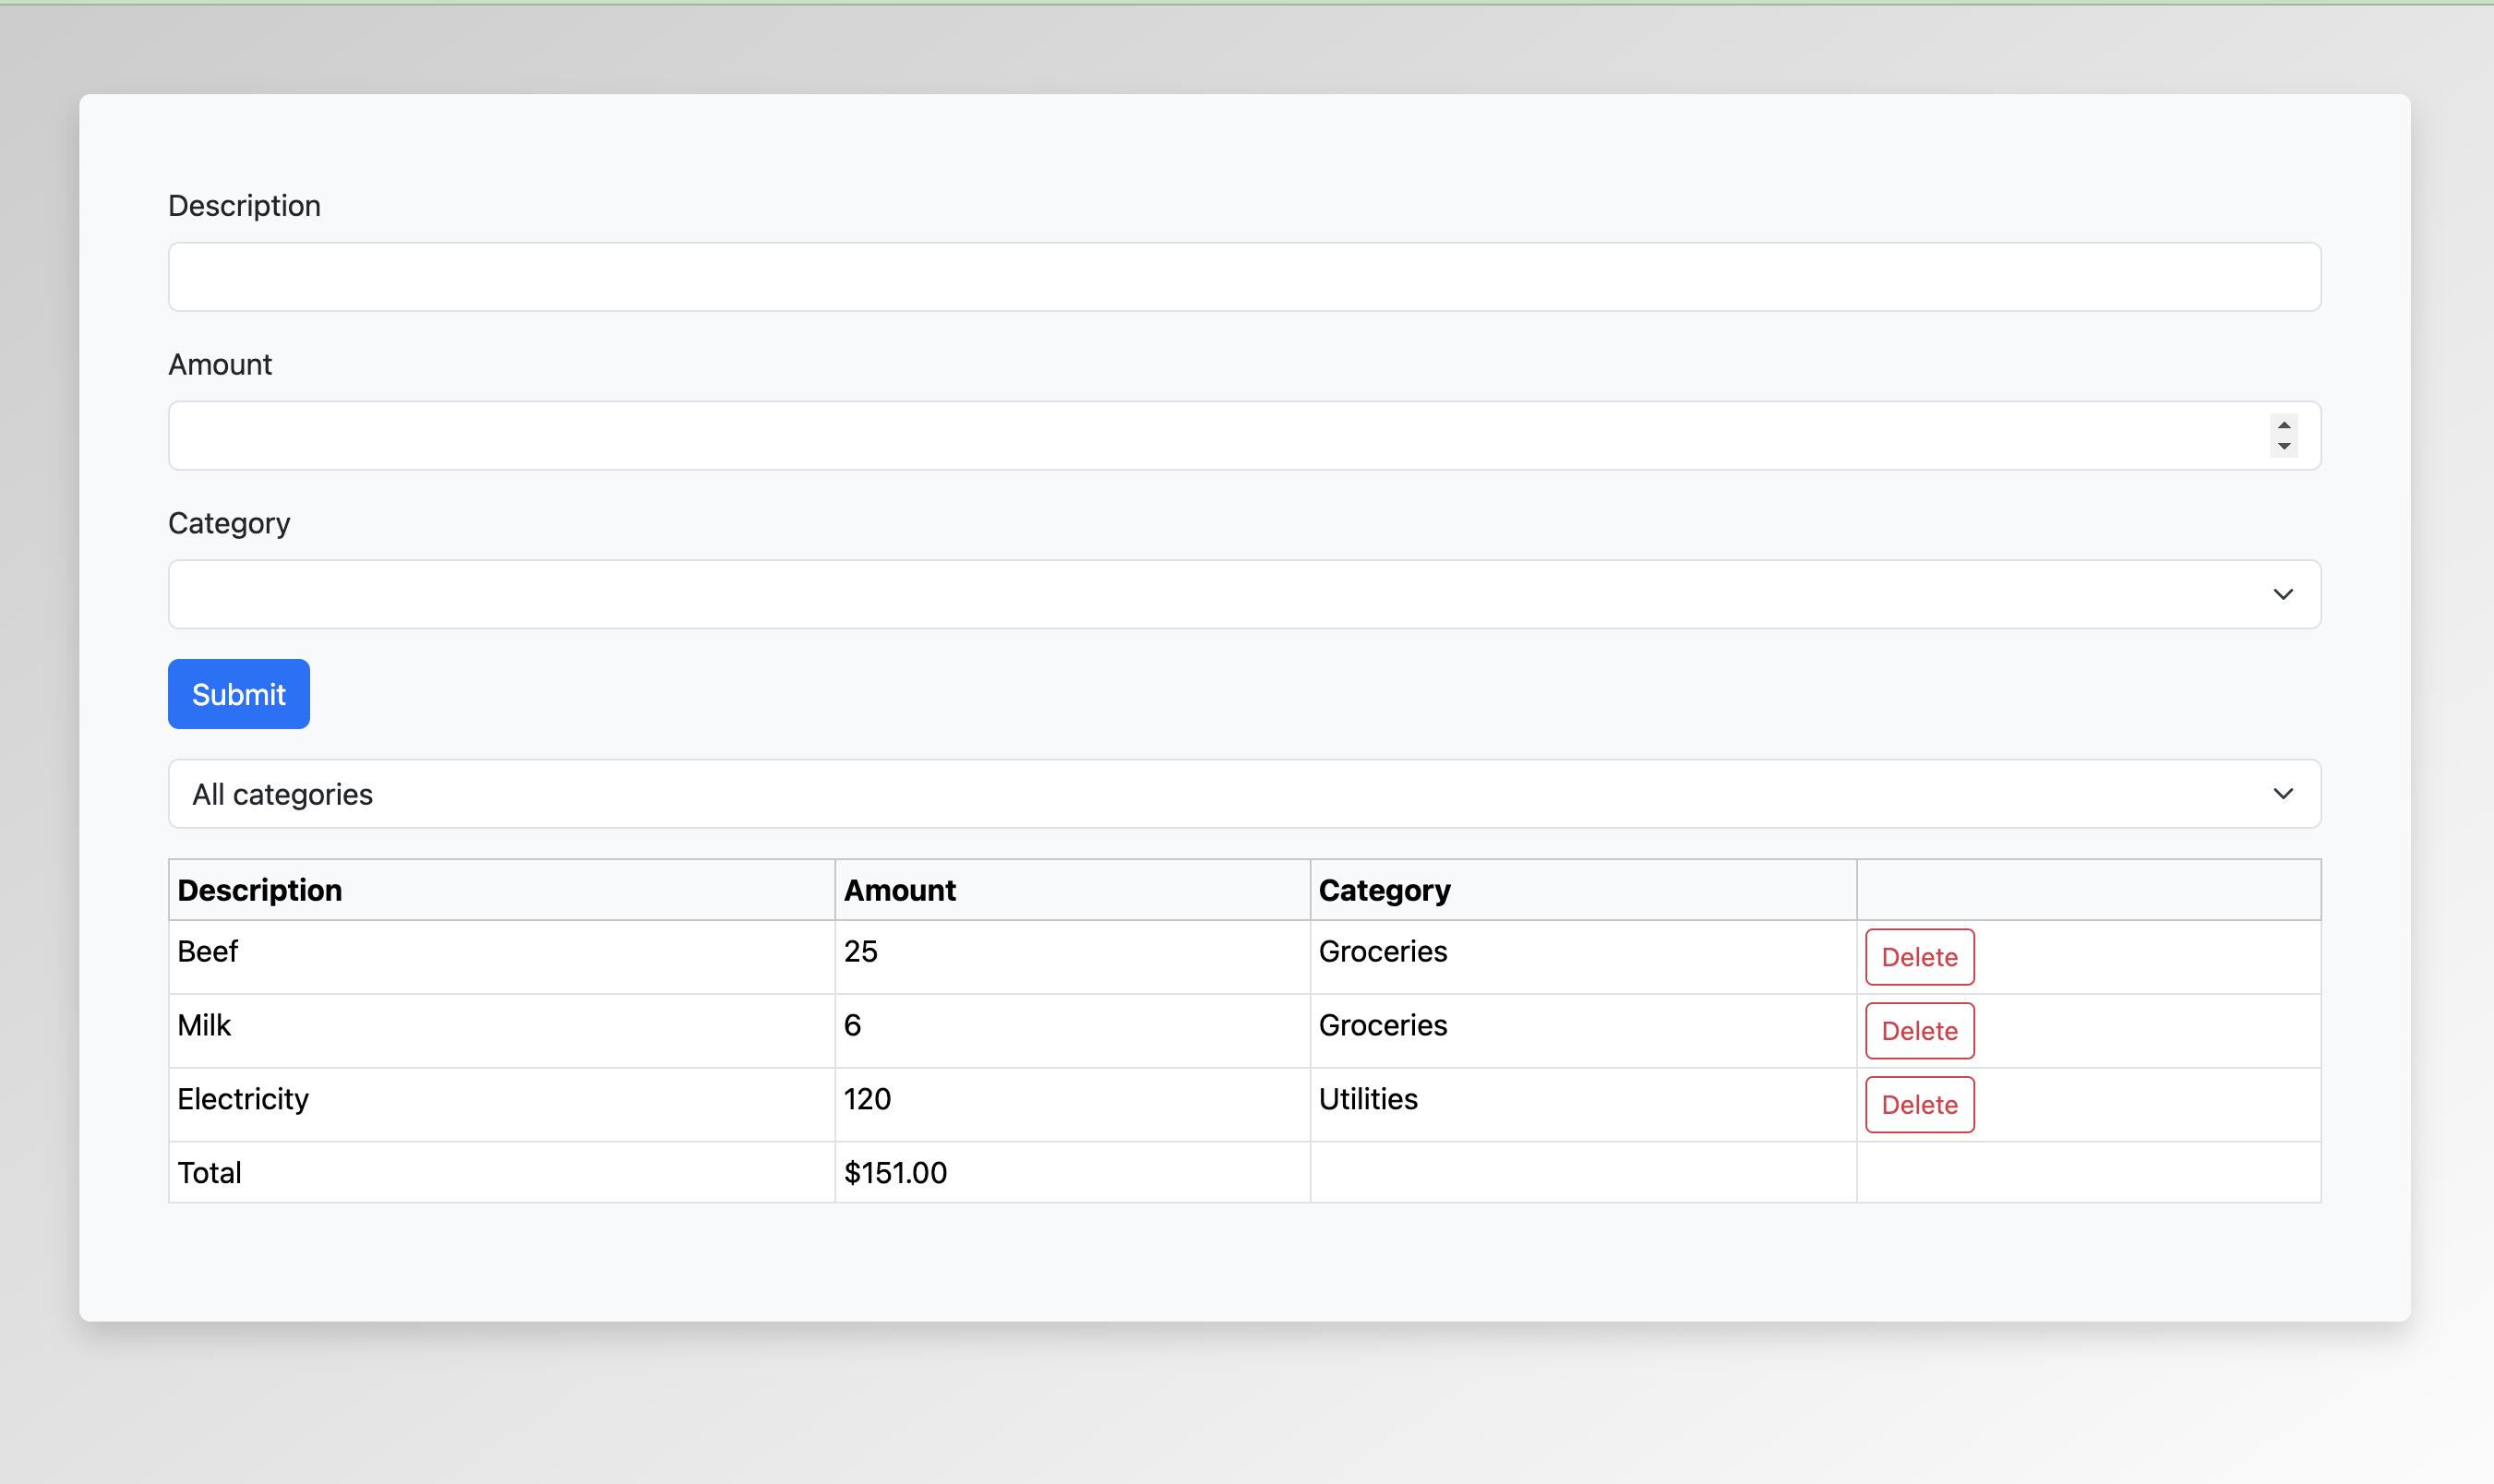 Description
Amount
Category
Submit
All categories
Description Amount Category
Beef 25 Groceries Delete
Milk 6 Groceries Delete
Electricity 120 Utilities Delete
Total $151.00